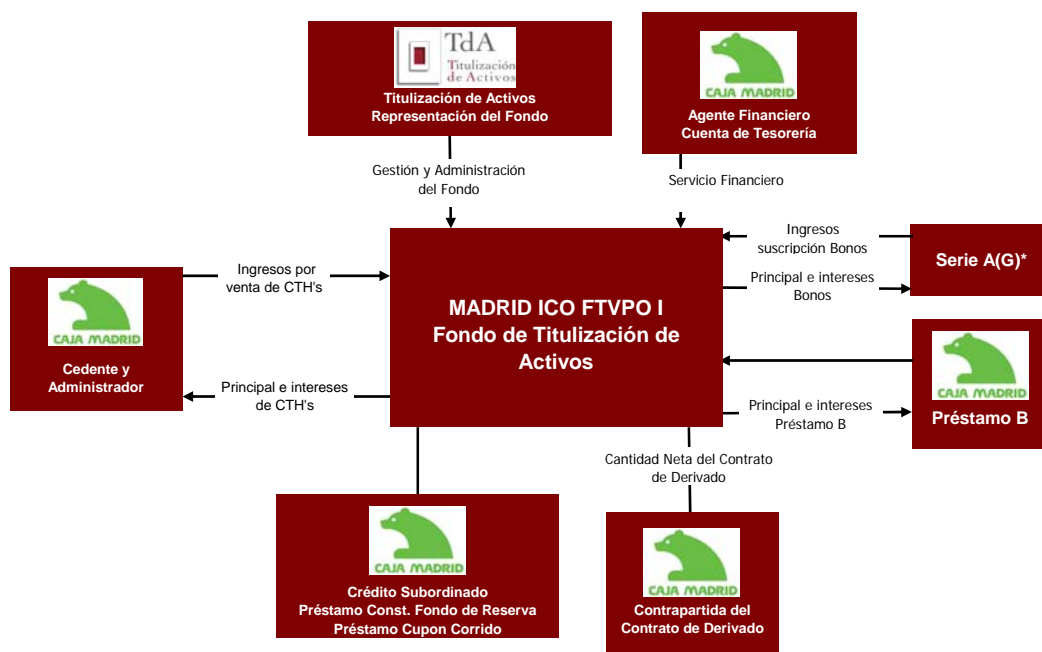 TdA
Titulización
de Activos
Titulización de Activos
Representación del Fondo
CAJA MADRID
Agente Financiero
Cuenta de Tesorería
Gestión y Administración
del Fondo
Servicio Financiero
CAJA MADRID
Cedente y
Administrador
Ingresos por
venta de CTH's
Principal e intereses
de CTH's
MADRID ICO FTVPO I
Fondo de Titulización de
Activos
Ingresos
suscripción Bonos
Principal e intereses
Bonos
Serie A(G)*
Principal e intereses
Préstamo B
CAJA MADRID
Préstamo B
Cantidad Neta del Contrato
de Derivado
CAJA MADRID
Crédito Subordinado
Préstamo Const. Fondo de Reserva
Préstamo Cupon Corrido
CAJA MADRID
Contrapartida del
Contrato de Derivado